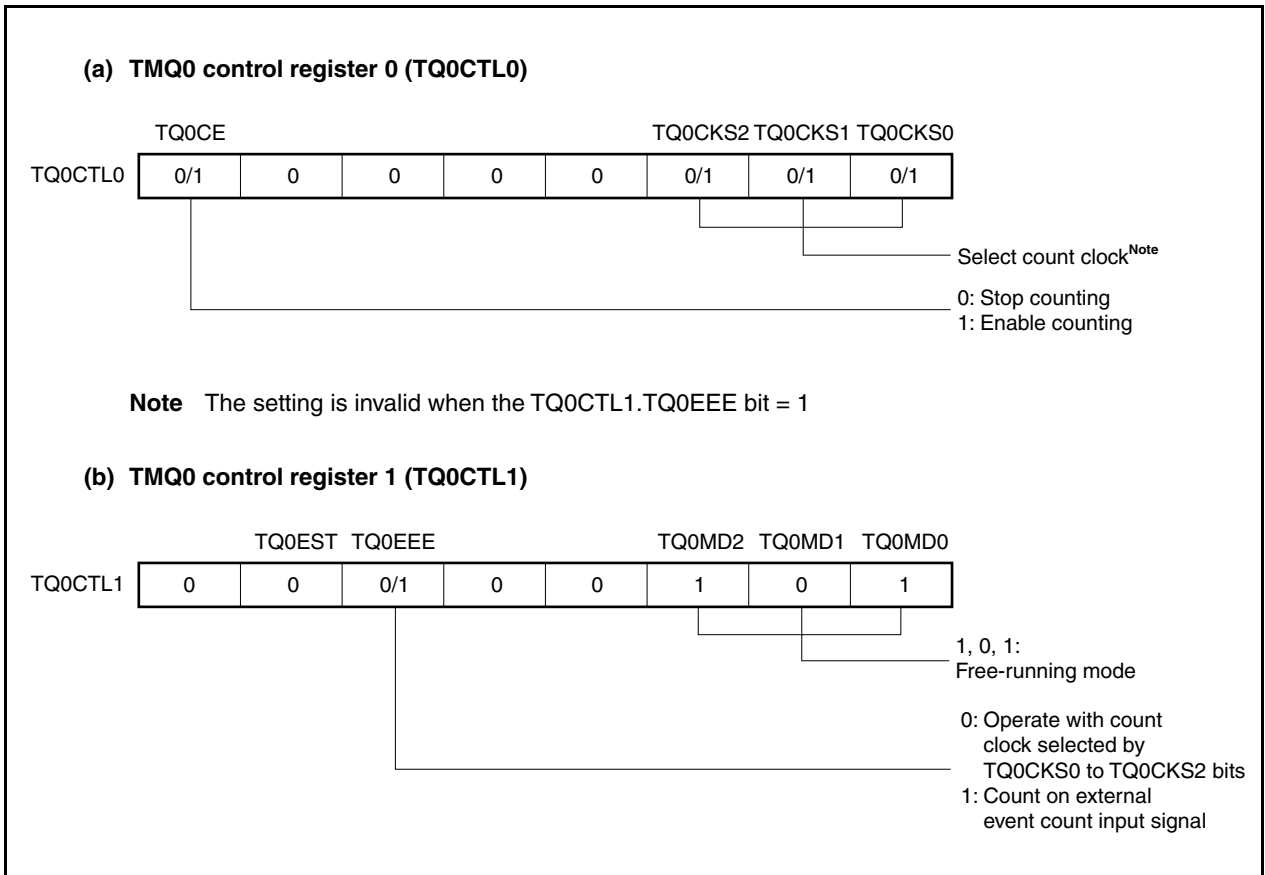 (a) TMQ0 control register 0 (TQ0CTL0)
TQ0CE TQ0CKS2 TQ0CKS1 TQ0CKS0
TQ0CTL0 0/1 0 0 0 0 0/1 0/1 0/1
Select count clockNote
0: Stop counting
1: Enable counting
Note The setting is invalid when the TQ0CTL1.TQ0EEE bit = 1
(b) TMQ0 control register 1 (TQ0CTL1)
TQ0EST TQ0EEE TQ0MD2 TQ0MD1 TQ0MD0
TQ0CTL1 0 0 0/1 0 0 1 0 1
1, 0, 1:
Free-running mode
0: Operate with count
clock selected by
TQ0CKS0 to TQ0CKS2 bits
1: Count on external
event count input signal